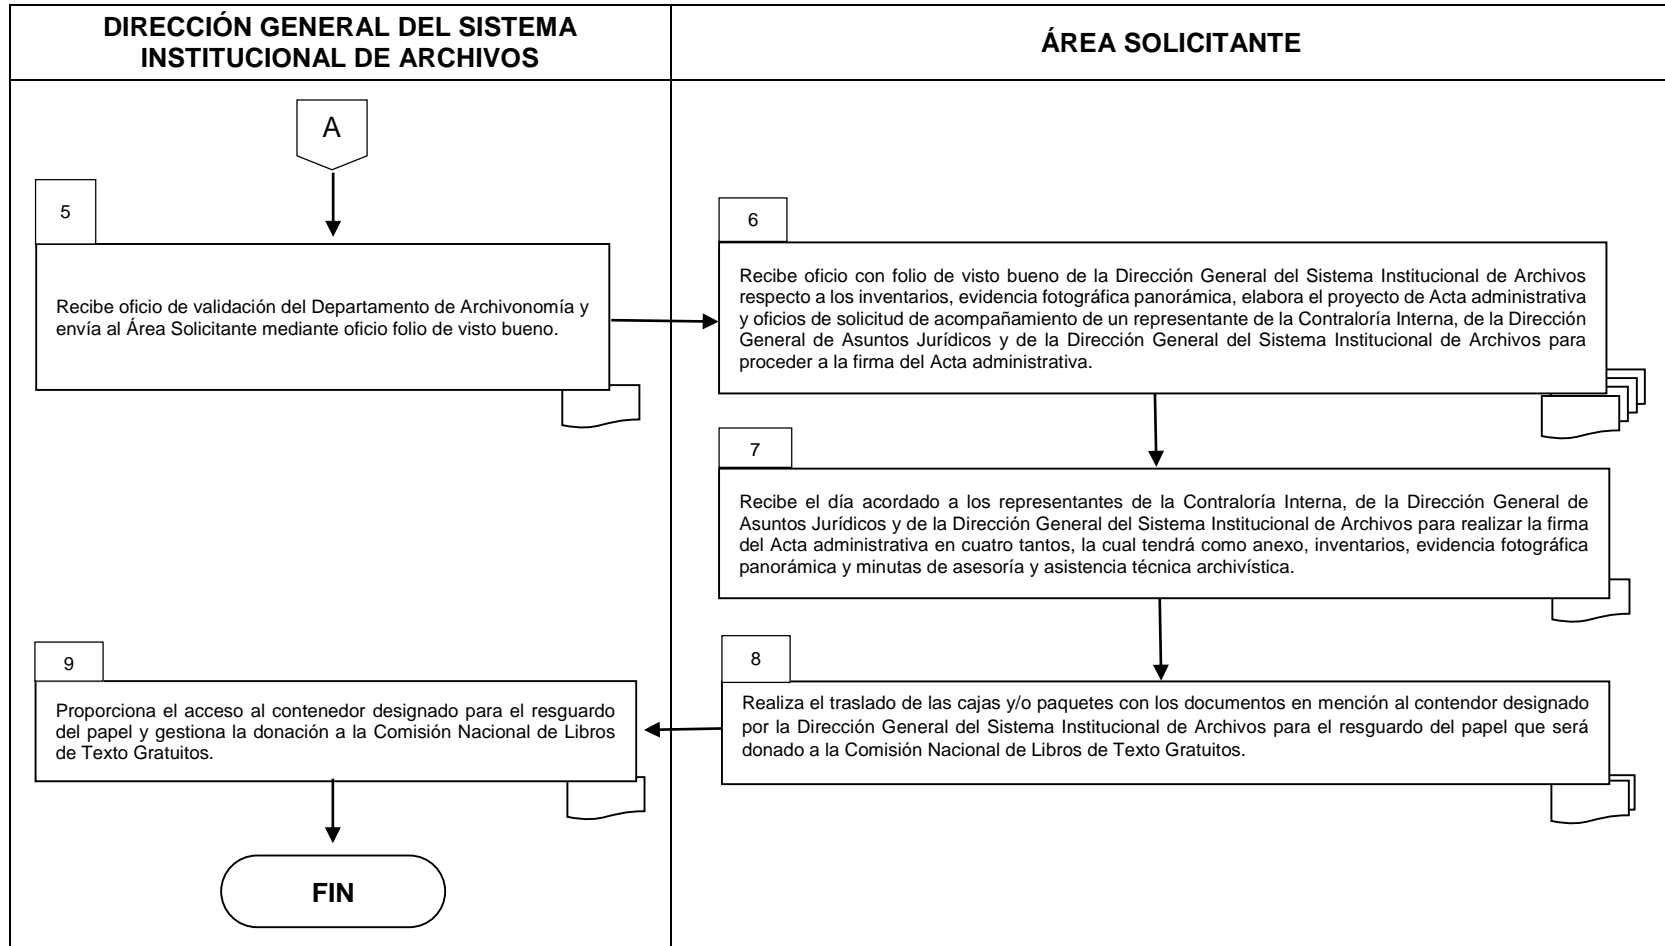 DIRECCIÓN GENERAL DEL SISTEMA
INSTITUCIONAL DE ARCHIVOS
ÁREA SOLICITANTE
A
5
Recibe oficio de validación del Departamento de Archivonomía y
envía al Área Solicitante mediante oficio folio de visto bueno.
6
Recibe oficio con folio de visto bueno de la Dirección General del Sistema Institucional de Archivos
respecto a los inventarios, evidencia fotográfica panorámica, elabora el proyecto de Acta administrativa
y oficios de solicitud de acompañamiento de un representante de la Contraloría Interna, de la Dirección
General de Asuntos Jurídicos y de la Dirección General del Sistema Institucional de Archivos para
proceder a la firma del Acta administrativa.
7
Recibe el día acordado a los representantes de la Contraloría Interna, de la Dirección General de
Asuntos Jurídicos y de la Dirección General del Sistema Institucional de Archivos para realizar la firma
del Acta administrativa en cuatro tantos, la cual tendrá como anexo, inventarios, evidencia fotográfica
panorámica y minutas de asesoría y asistencia técnica archivística.
8
Realiza el traslado de las cajas y/o paquetes con los documentos en mención al contendor designado
por la Dirección General del Sistema Institucional de Archivos para el resguardo del papel que será
donado a la Comisión Nacional de Libros de Texto Gratuitos.
9
Proporciona el acceso al contenedor designado para el resguardo
del papel y gestiona la donación a la Comisión Nacional de Libros
de Texto Gratuitos.
FIN